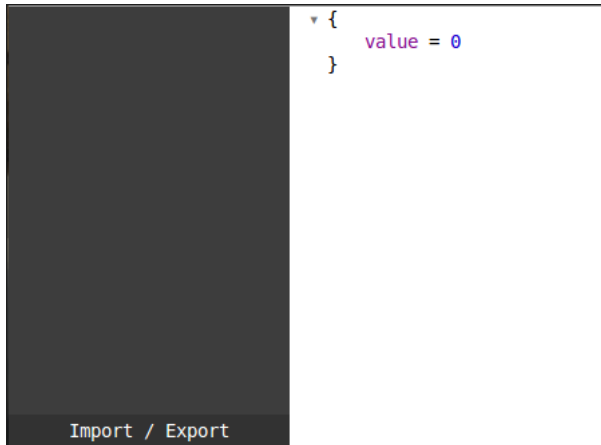 {
value = 0
}
Import / Export